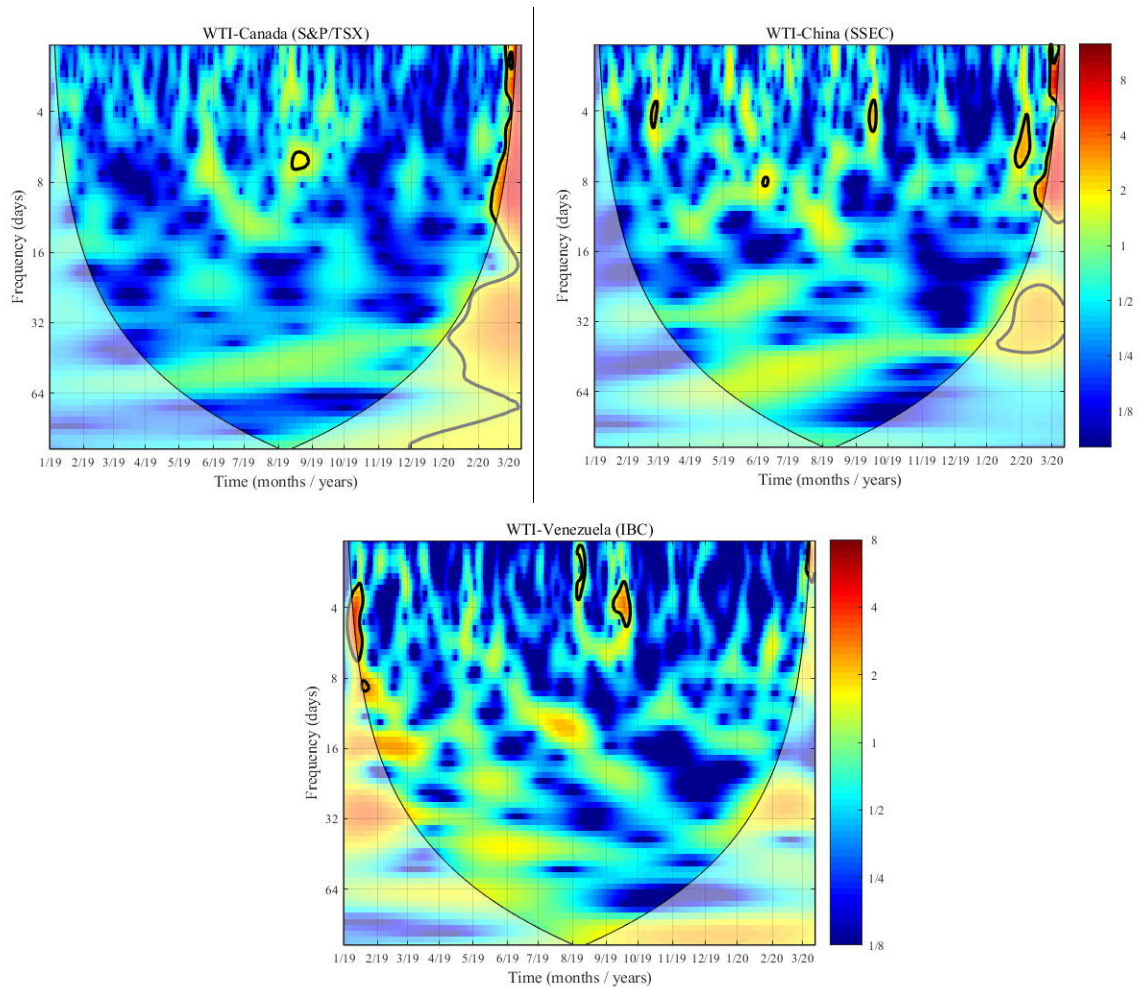 WTI-Canada (S&P/TSX)
Frequency (days)
4
8
16
32
64
1/19 2/19 3/19 4/19 5/19 6/19 7/19 8/19 9/19 10/19 11/19 12/19 1/20 2/20 3/20
Time (months / years)
WTI-China (SSEC)
Frequency (days)
4
8
16
32
64
1/19 2/19 3/19 4/19 5/19 6/19 7/19 8/19 9/19 10/19 11/19 12/19 1/20 2/20 3/20
Time (months / years)
8
4
2
1
1/2
1/4
1/8
WTI-Venezuela (IBC)
Frequency (days)
4
8
16
32
64
1/19 2/19 3/19 4/19 5/19 6/19 7/19 8/19 9/19 10/19 11/19 12/19 1/20 2/20 3/20
Time (months / years)
8
4
2
1
1/2
1/4
1/8